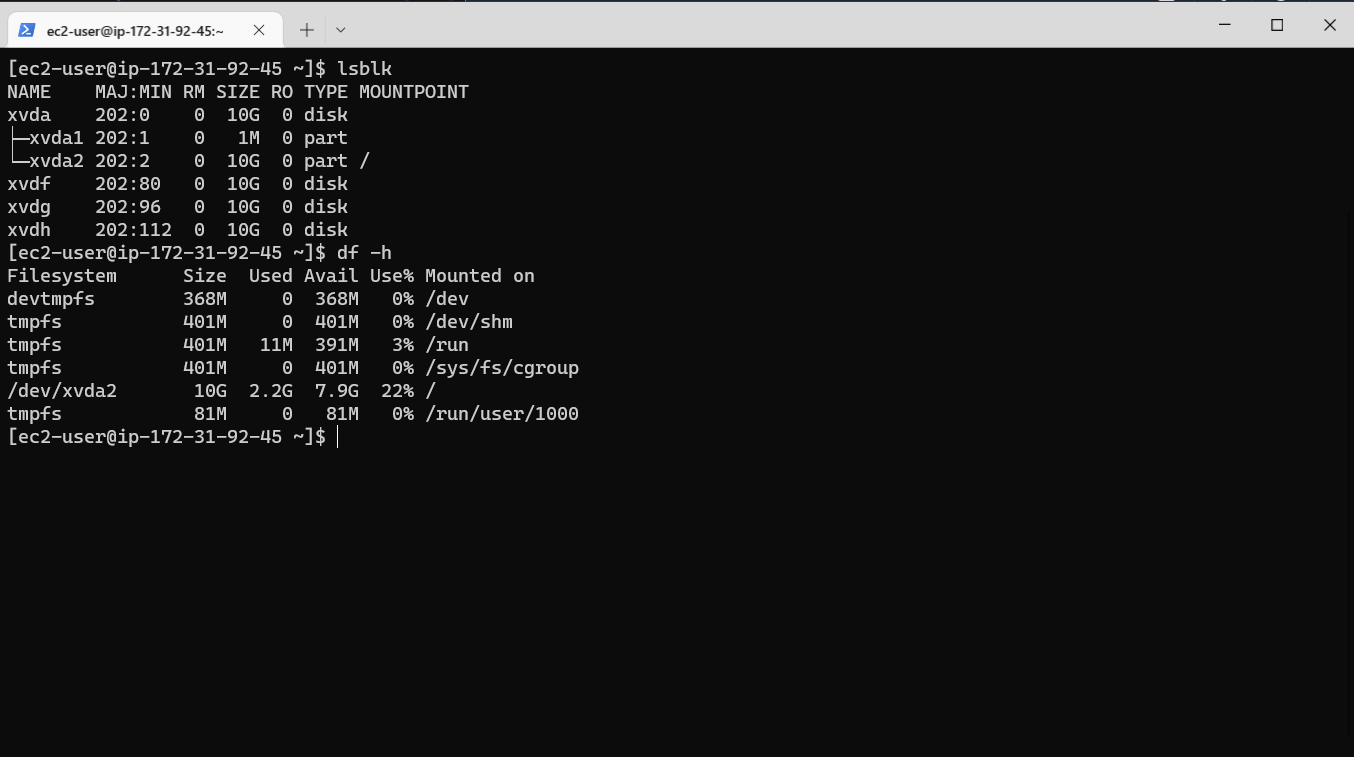 ec2-user@ip-172-31-92-45:~
[ec2-user@ip-172-31-92-45 ~]$ lsblk
NAME    MAJ:MIN RM SIZE RO TYPE MOUNTPOINT
xvda    202:0    0  10G  0 disk
├─xvda1 202:1    0   1M  0 part
└─xvda2 202:2    0  10G  0 part /
xvdf    202:80   0  10G  0 disk
xvdg    202:96   0  10G  0 disk
xvdh    202:112  0  10G  0 disk
[ec2-user@ip-172-31-92-45 ~]$ df -h
Filesystem      Size  Used Avail Use% Mounted on
devtmpfs        368M     0  368M   0% /dev
tmpfs           401M     0  401M   0% /dev/shm
tmpfs           401M   11M  391M   3% /run
tmpfs           401M     0  401M   0% /sys/fs/cgroup
/dev/xvda2       10G  2.2G  7.9G  22% /
tmpfs            81M     0   81M   0% /run/user/1000
[ec2-user@ip-172-31-92-45 ~]$